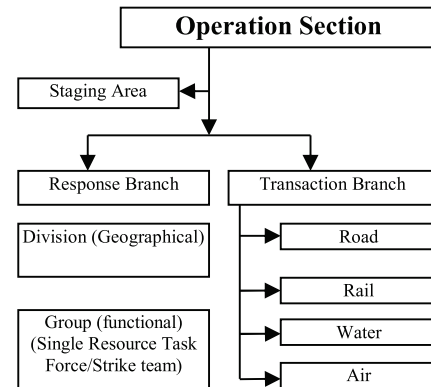 Operation Section
Staging Area
Response Branch
Transaction Branch
Division (Geographical)
Road
Rail
Group (functional)
(Single Resource Task
Force/Strike team)
Water
Air